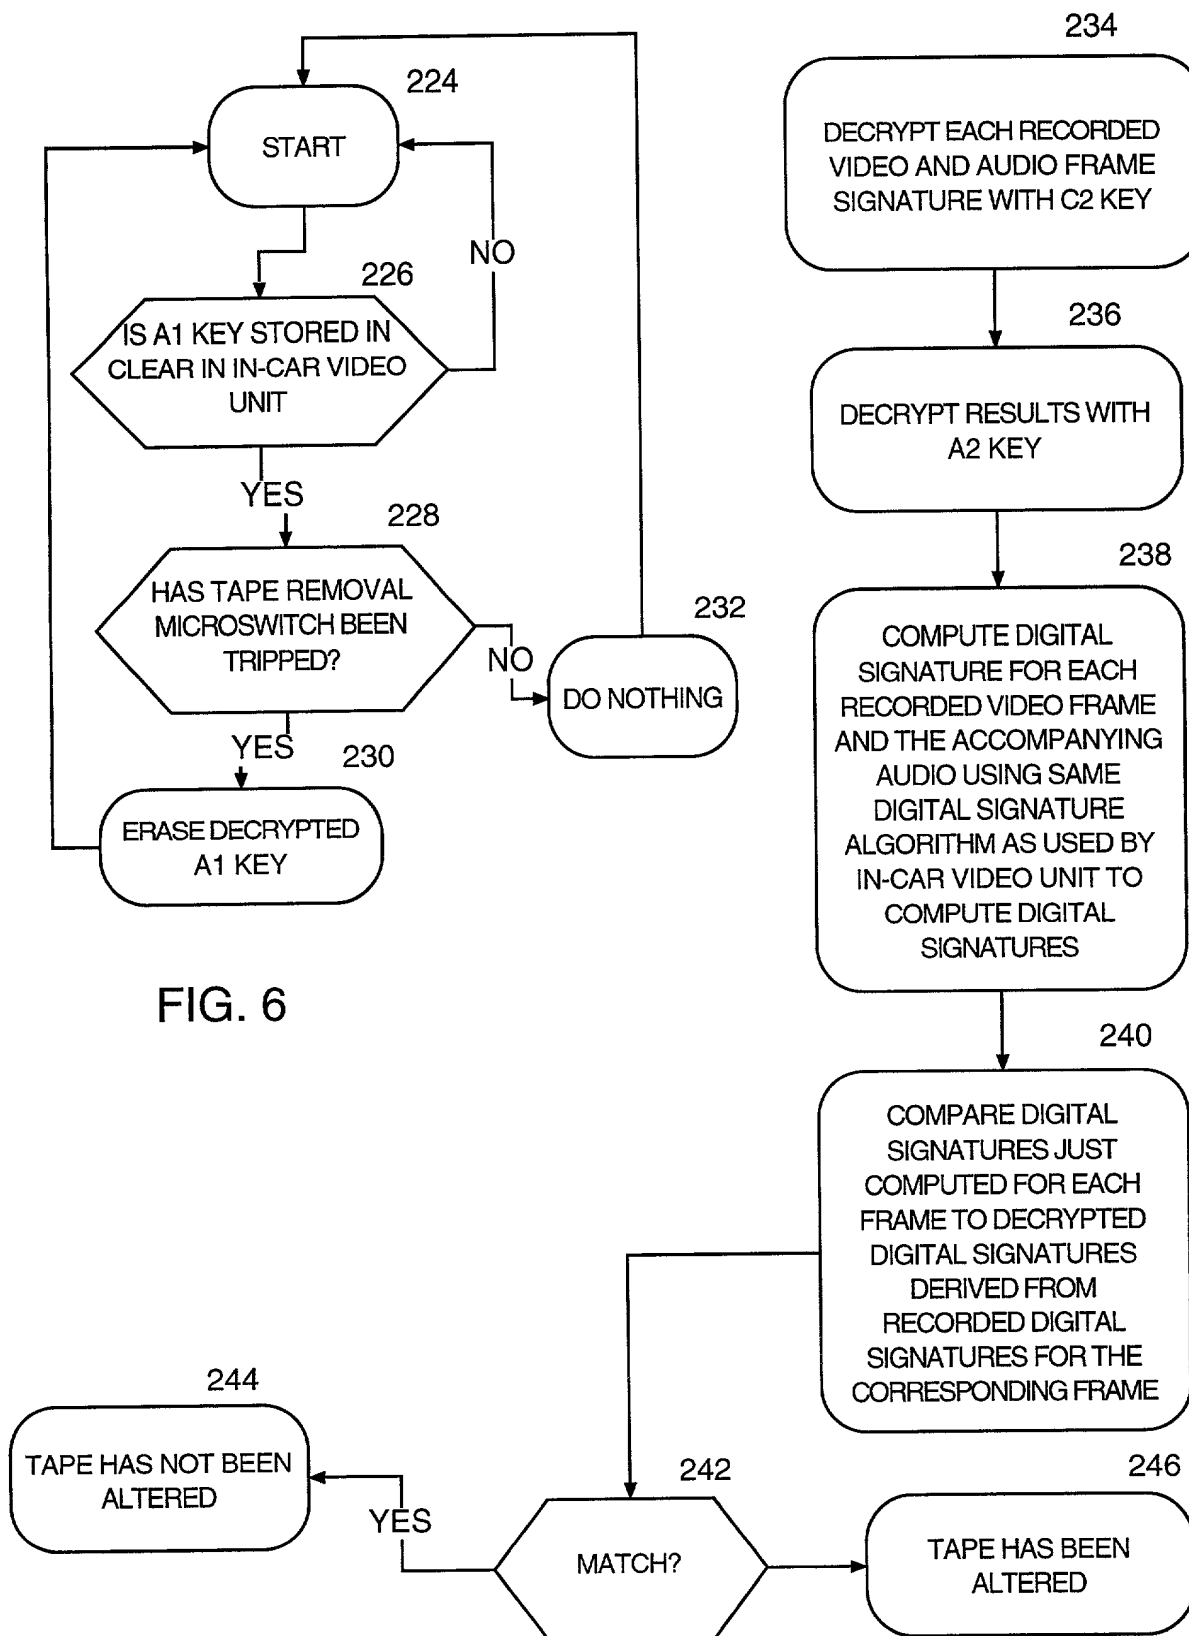 224
START
NO
226
IS A1 KEY STORED IN
CLEAR IN IN-CAR VIDEO
UNIT
YES
228
HAS TAPE REMOVAL
MICROSWITCH BEEN
TRIPPED?
NO
232
DO NOTHING
YES
230
ERASE DECRYPTED
A1 KEY
FIG. 6
234
DECRYPT EACH RECORDED
VIDEO AND AUDIO FRAME
SIGNATURE WITH C2 KEY
236
DECRYPT RESULTS WITH
A2 KEY
238
COMPUTE DIGITAL
SIGNATURE FOR EACH
RECORDED VIDEO FRAME
AND THE ACCOMPANYING
AUDIO USING SAME
DIGITAL SIGNATURE
ALGORITHM AS USED BY
IN-CAR VIDEO UNIT TO
COMPUTE DIGITAL
SIGNATURES
240
COMPARE DIGITAL
SIGNATURES JUST
COMPUTED FOR EACH
FRAME TO DECRYPTED
DIGITAL SIGNATURES
DERIVED FROM
RECORDED DIGITAL
SIGNATURES FOR THE
CORRESPONDING FRAME
242
MATCH?
YES
244
TAPE HAS NOT BEEN
ALTERED
246
TAPE HAS BEEN
ALTERED